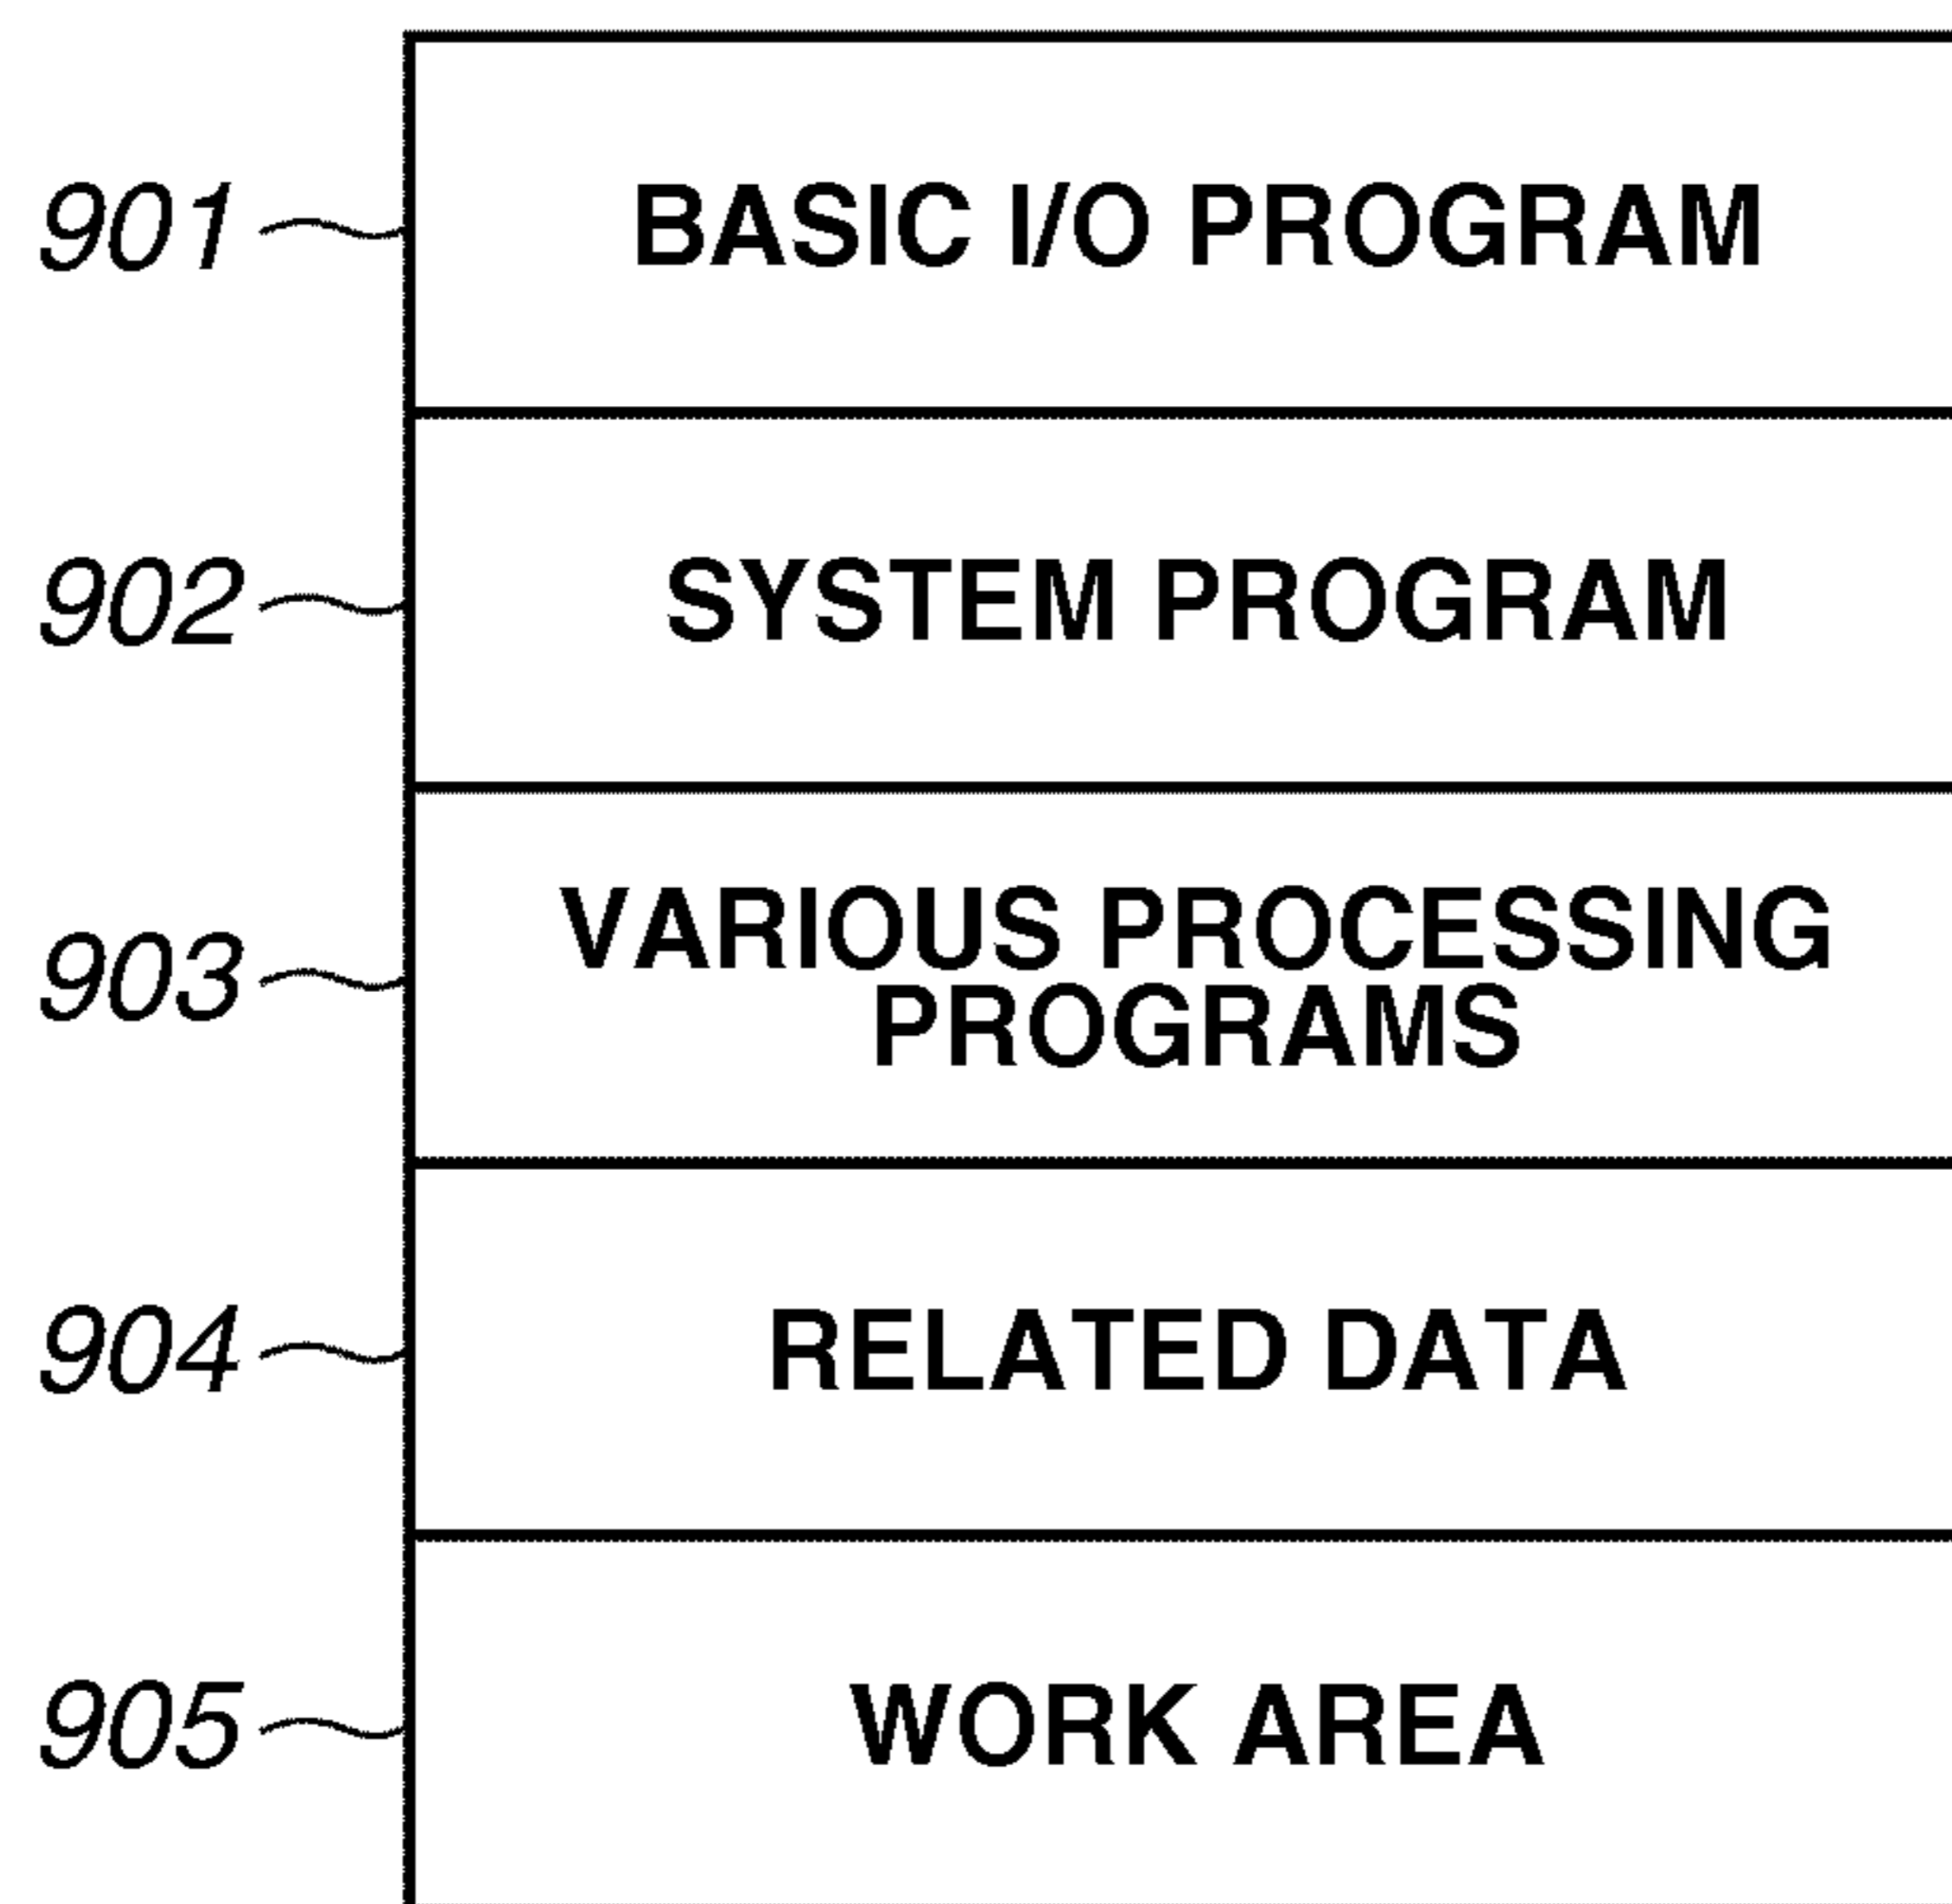 901 BASIC I/O PROGRAM
902 SYSTEM PROGRAM
903 VARIOUS PROCESSING
PROGRAMS
904 RELATED DATA
905 WORK AREA